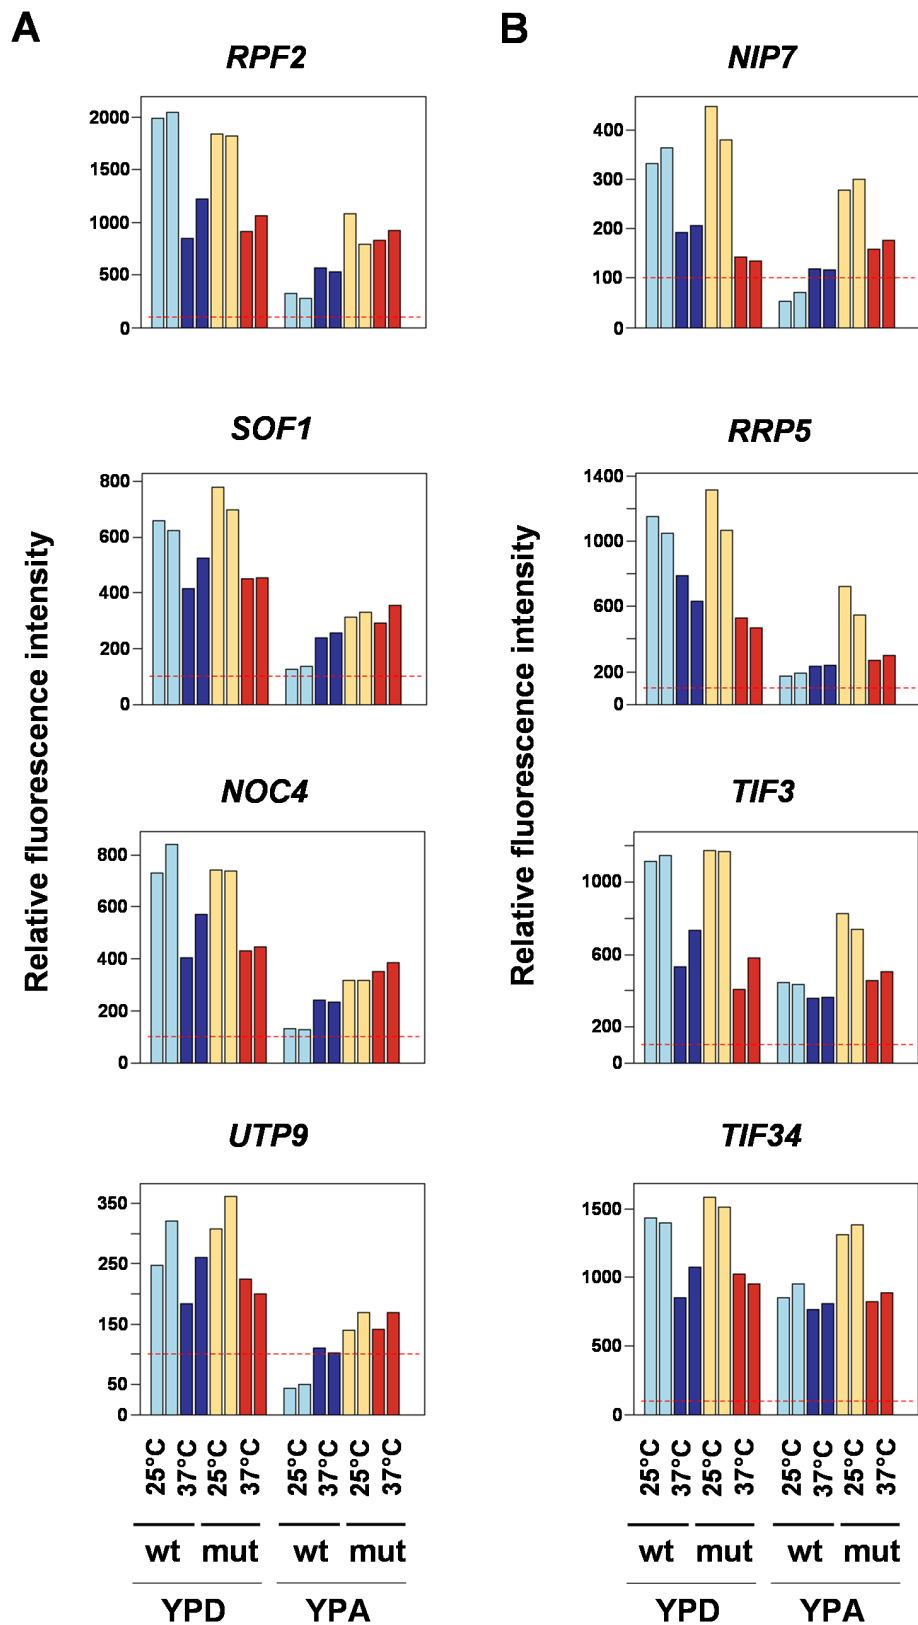 A
RPF2
2000
1500
1000
500
0
SOF1
800
600
400
200
0
NOC4
800
600
400
200
0
UTP9
350
250
150
50
0
Relative fluorescence intensity
25°C 37°C 25°C 37°C 25°C 37°C 25°C 37°C
wt mut wt mut
YPD YPA
B
NIP7
400
300
200
100
0
RRP5
1400
1000
600
200
0
TIF3
1000
600
200
0
TIF34
1500
1000
500
0
Relative fluorescence intensity
25°C 37°C 25°C 37°C 25°C 37°C 25°C 37°C
wt mut wt mut
YPD YPA